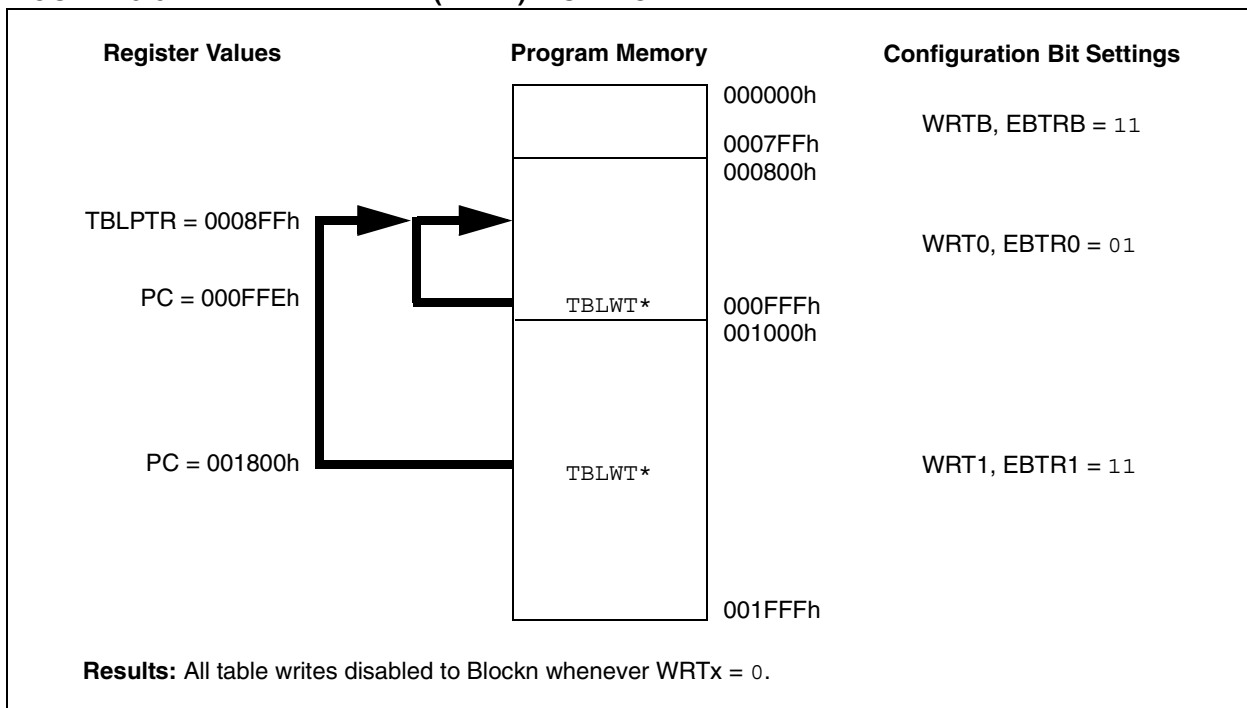 Register Values Program Memory Configuration Bit Settings
000000h
WRTB, EBTRB = 11
0007FFh
000800h
TBLPTR = 0008FFh
WRT0, EBTR0 = 01
PC = 000FFEh TBLWT* 000FFFh
001000h
PC = 001800h TBLWT* WRT1, EBTR1 = 11
001FFFh
Results: All table writes disabled to Blockn whenever WRTx = 0.